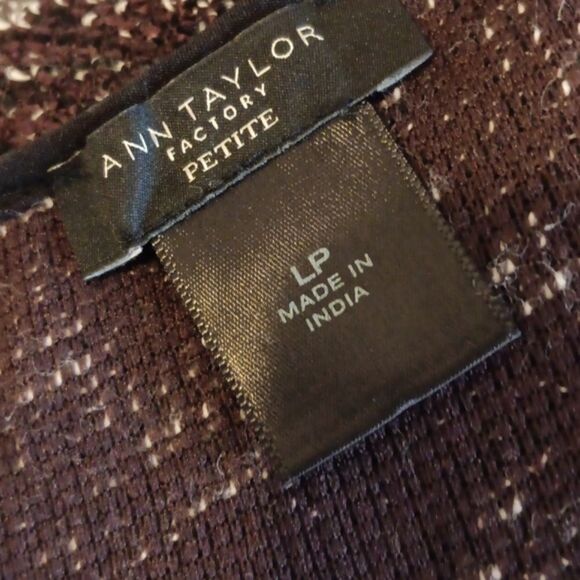 ANN TAYLOR
FACTORY
PETITE
LP
MADE IN
INDIA